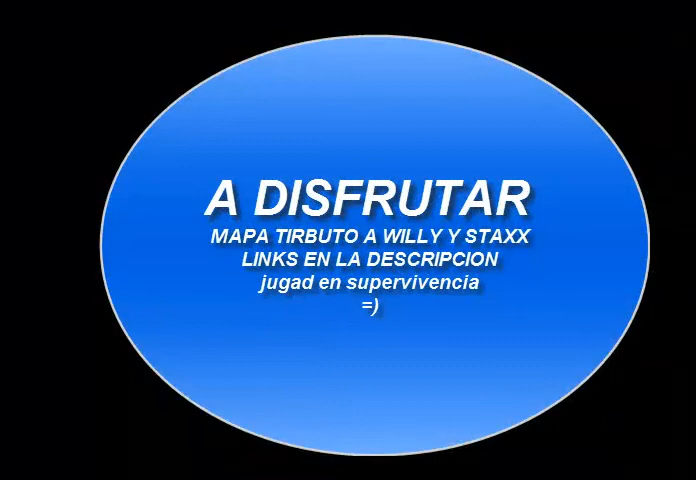 A DISFRUTAR
MAPA TIRBUTO A WILLY Y STAXX
LINKS EN LA DESCRIPCION
jugad en supervivencia
=)